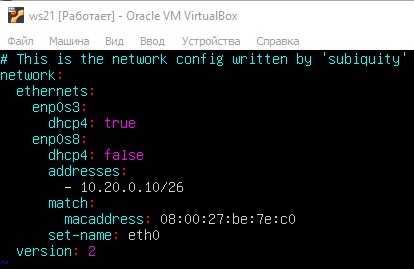 ws21 [Работает] - Oracle VM VirtualBox
Файл Машина Вид Ввод Устройства Справка
# This is the network config written by 'subiquity'
network:
  ethernets:
    enp0s3:
      dhcp4: true
    enp0s8:
      dhcp4: false
      addresses:
        - 10.20.0.10/26
      match:
        macaddress: 08:00:27:be:7e:c0
      set-name: eth0
  version: 2
~